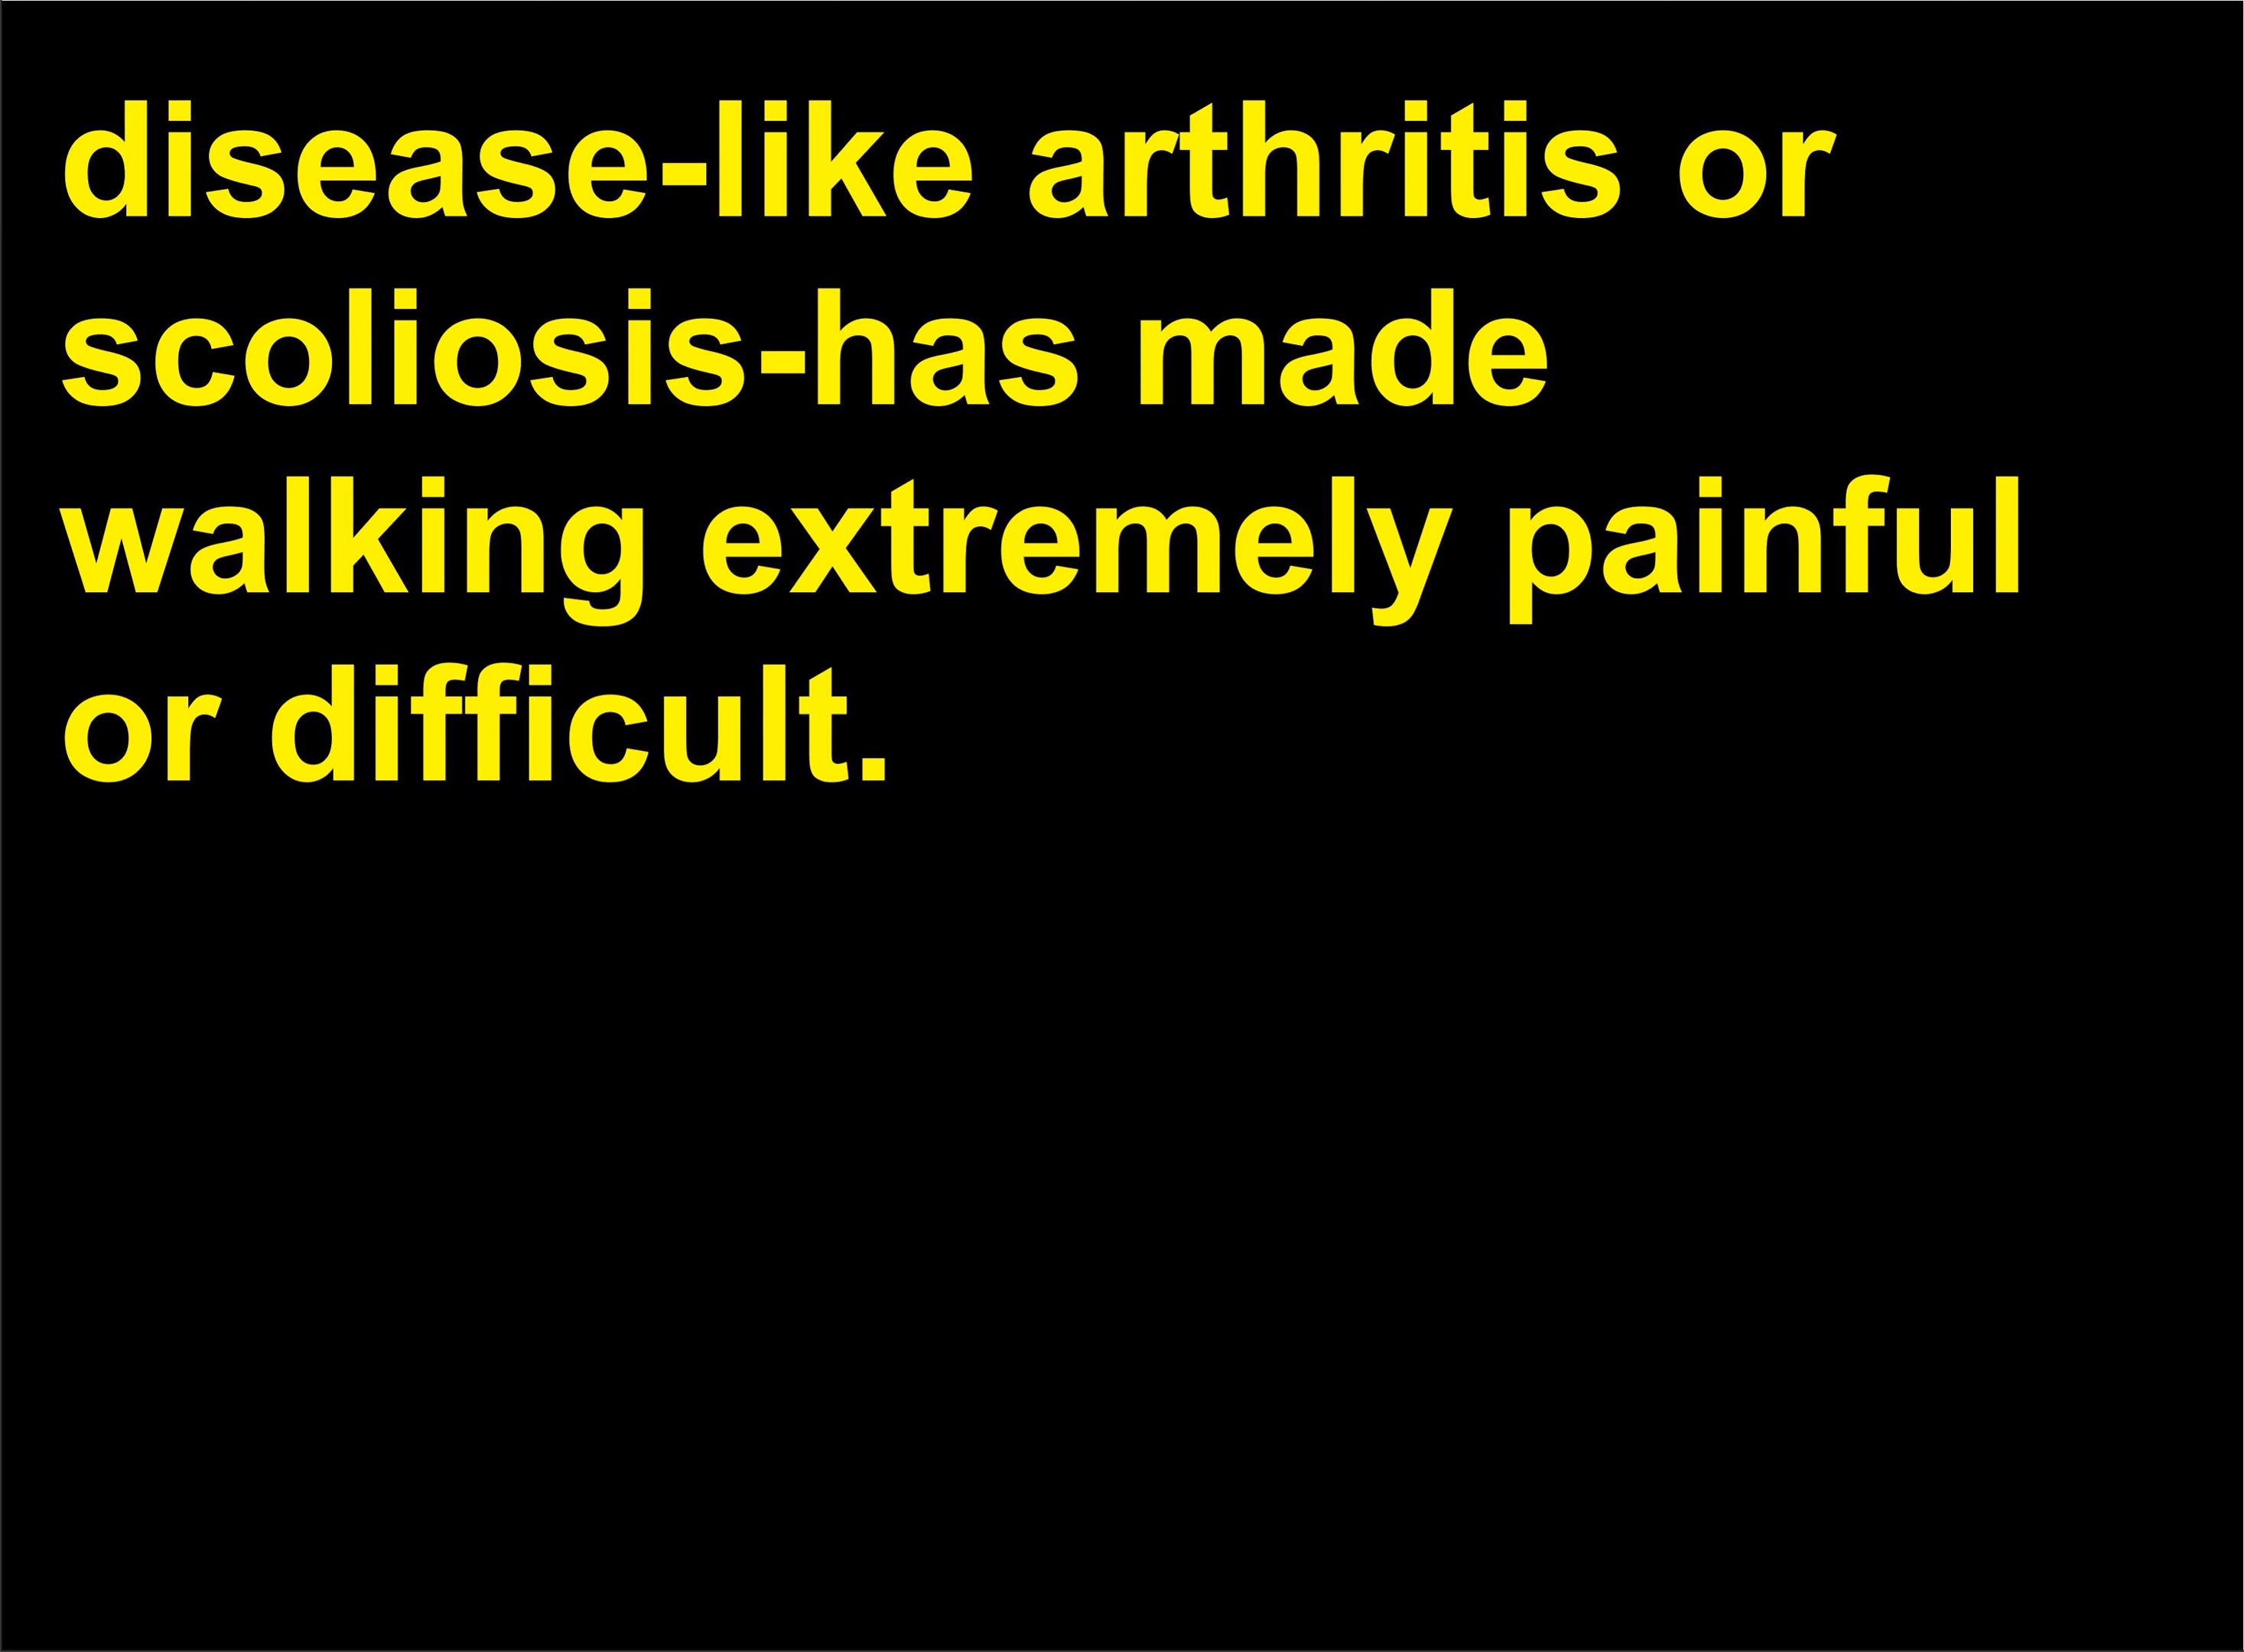 disease-like arthritis or
scoliosis-has made
walking extremely painful
or difficult.